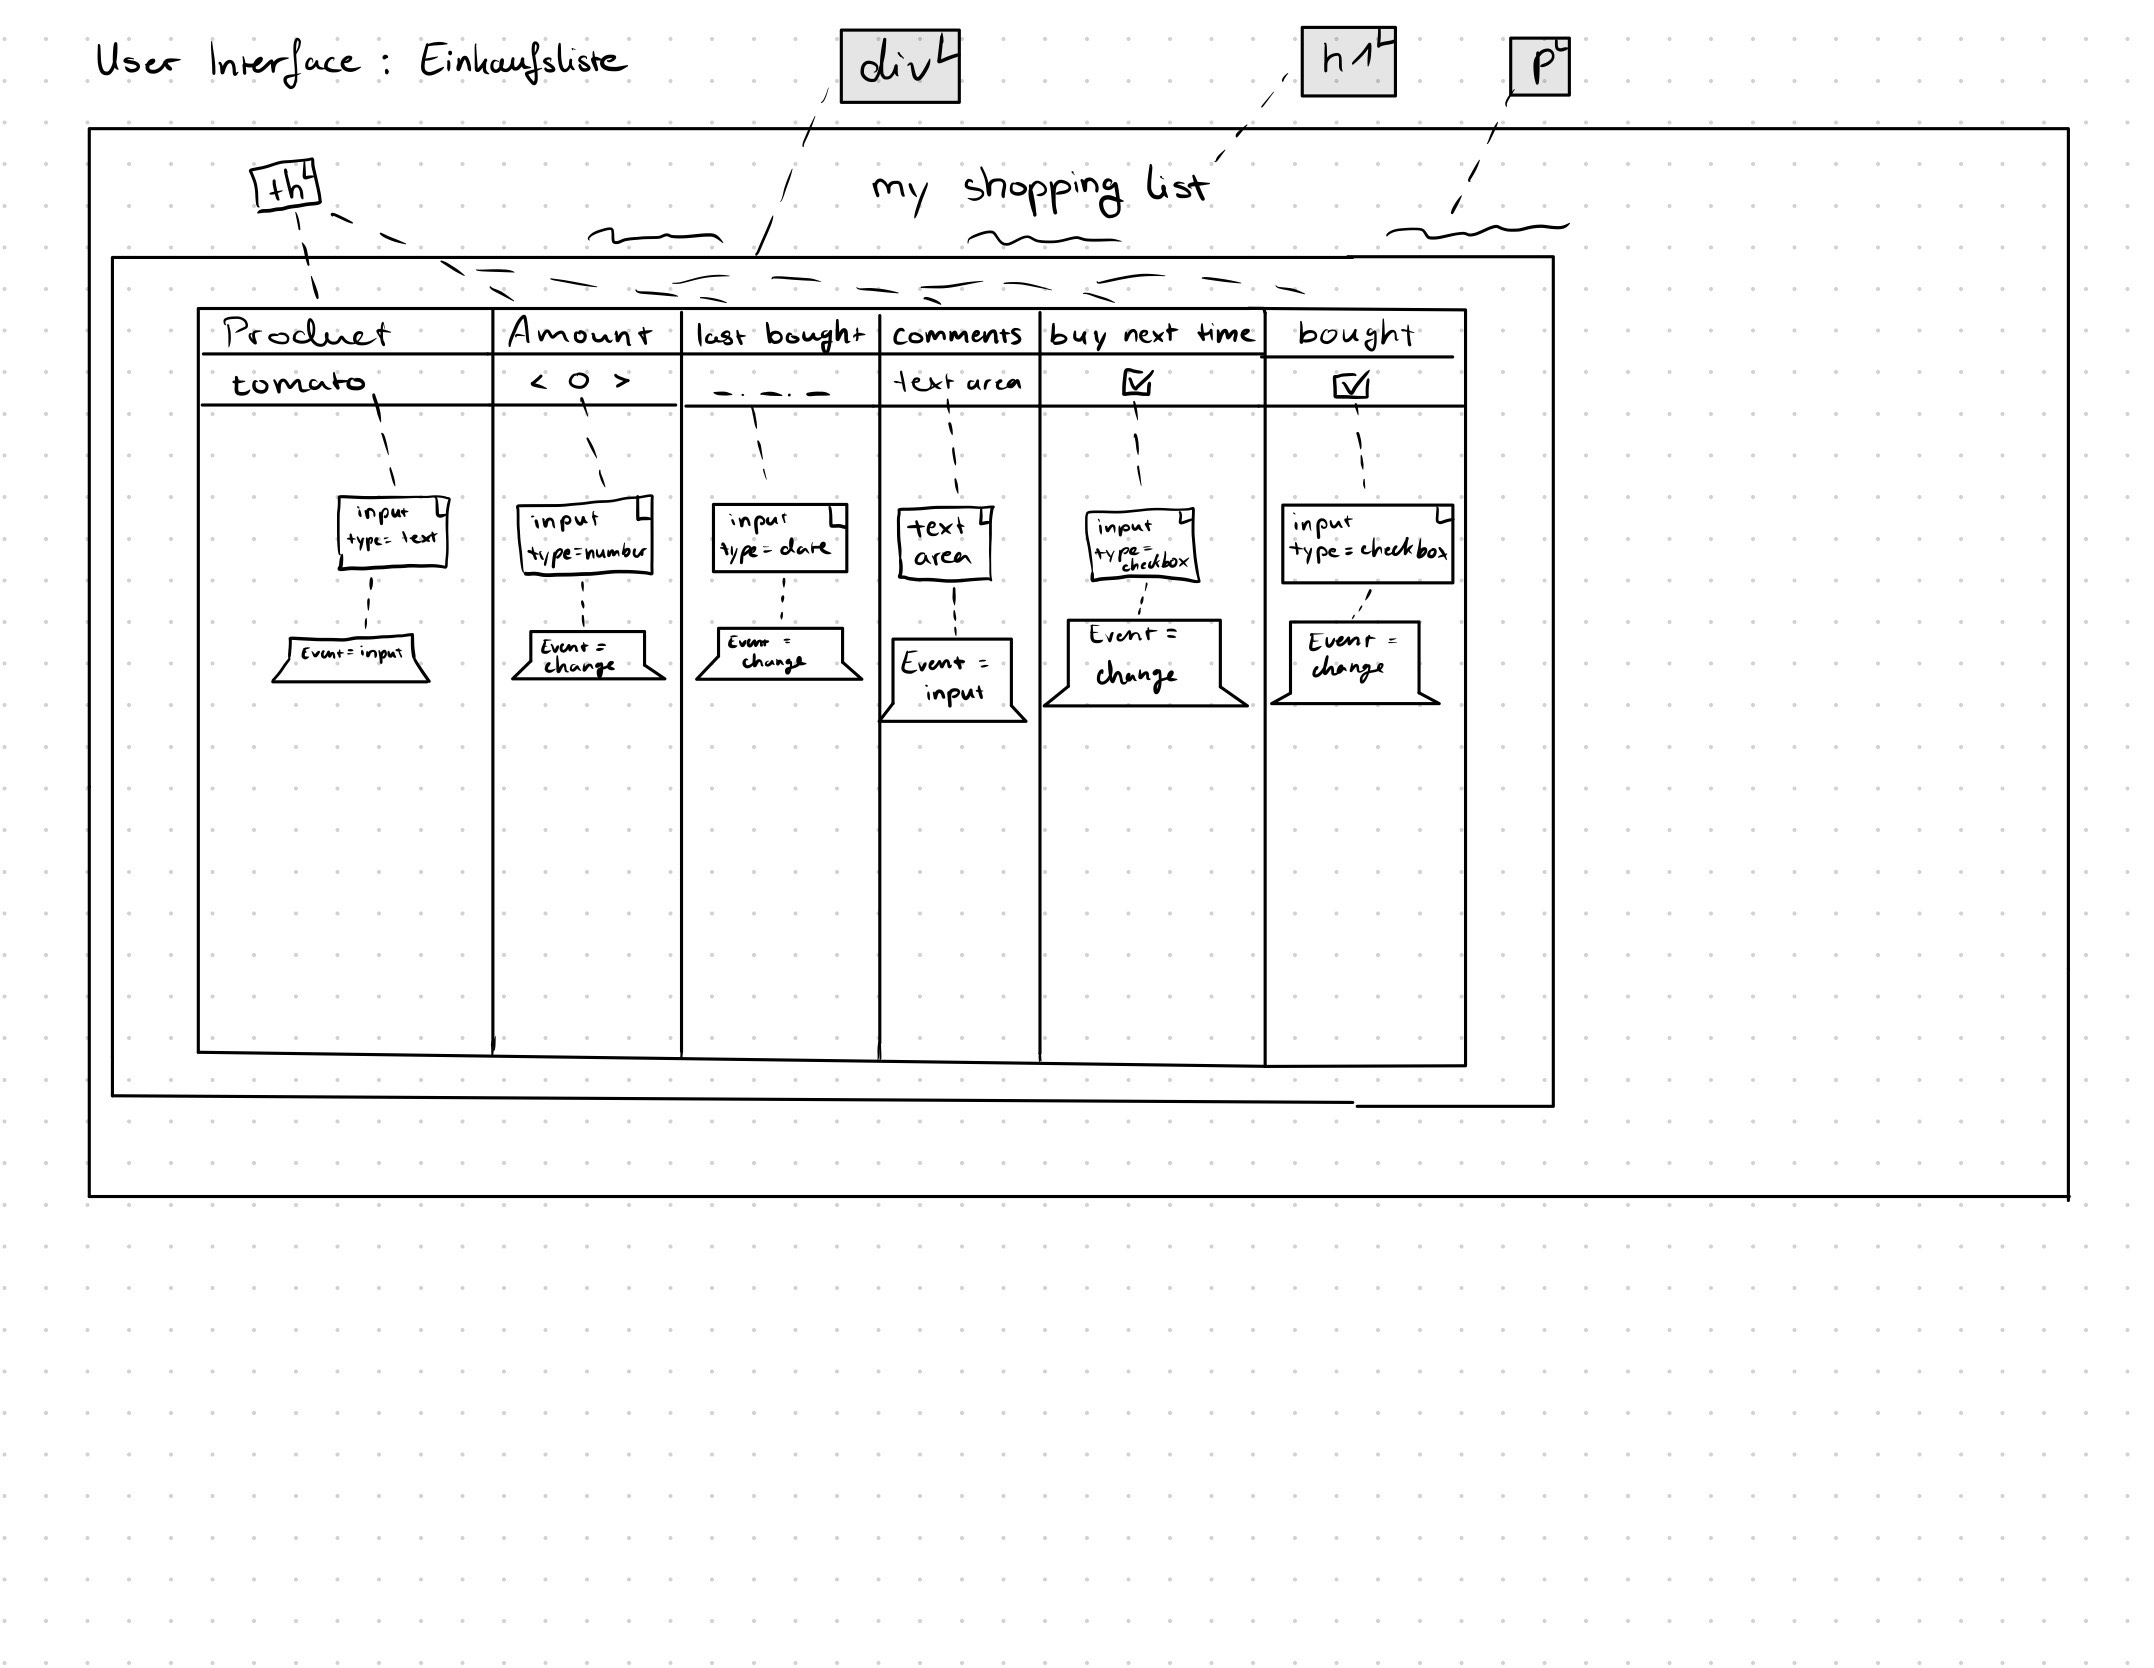 User Interface : Einkaufsliste
div
h1
p
th
my shopping list
Product
Amount
last bought
comments
buy next time
bought
tomato
< 0 >
_ . _ . _
text area
input
type= text
input
type=number
input
type= date
text
area
input
type=
checkbox
input
type= checkbox
Event= input
Event =
change
Event =
change
Event =
input
Event =
change
Event =
change